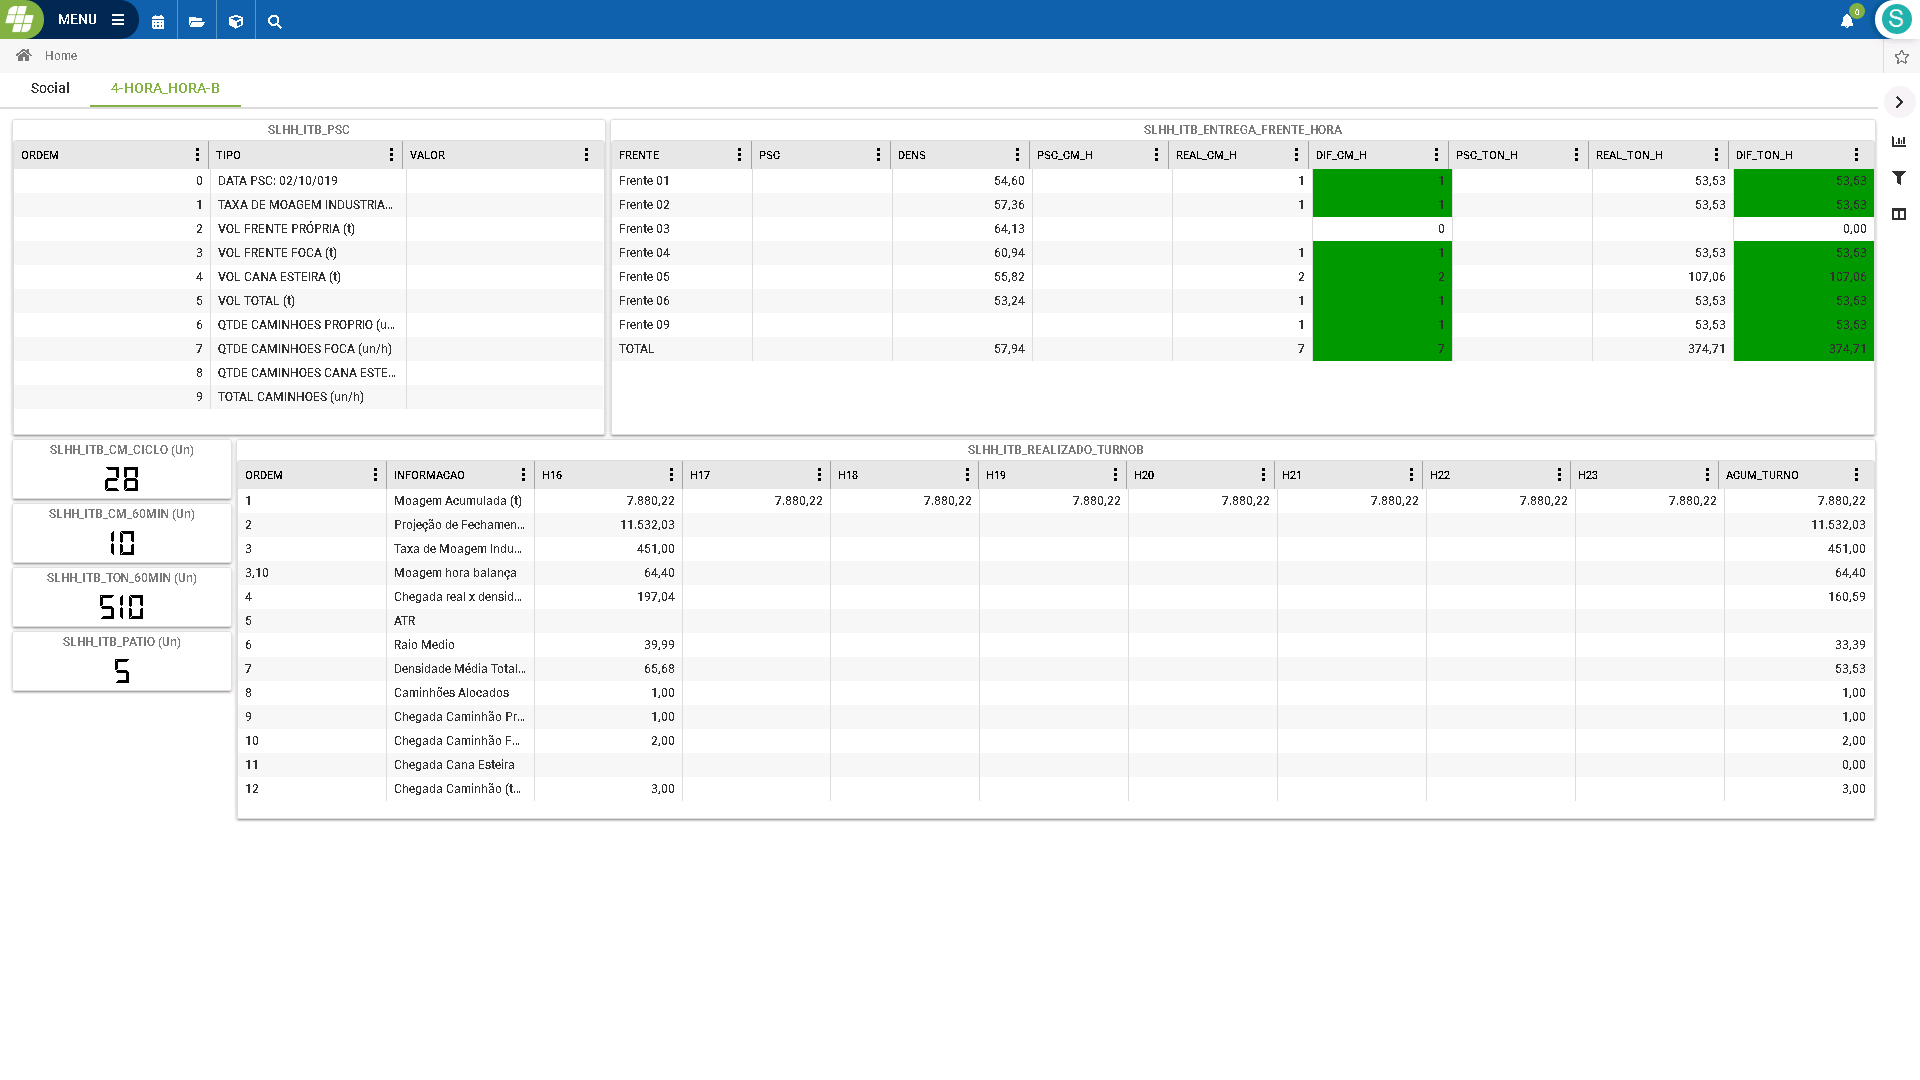 MENU
0
S
Home
Social
4-HORA_HORA-B
SLHH_ITB_PSC
ORDEM TIPO VALOR
0 DATA PSC: 02/10/019
1 TAXA DE MOAGEM INDUSTRIA...
2 VOL FRENTE PRÓPRIA (t)
3 VOL FRENTE FOCA (t)
4 VOL CANA ESTEIRA (t)
5 VOL TOTAL (t)
6 QTDE CAMINHOES PROPRIO (u...
7 QTDE CAMINHOES FOCA (un/h)
8 QTDE CAMINHOES CANA ESTE...
9 TOTAL CAMINHOES (un/h)
SLHH_ITB_ENTREGA_FRENTE_HORA
FRENTE PSC DENS PSC_CM_H REAL_CM_H DIF_CM_H PSC_TON_H REAL_TON_H DIF_TON_H
Frente 01 54,60 1 1 53,53 53,53
Frente 02 57,36 1 1 53,53 53,53
Frente 03 64,13 0 0,00
Frente 04 60,94 1 1 53,53 53,53
Frente 05 55,82 2 2 107,06 107,06
Frente 06 53,24 1 1 53,53 53,53
Frente 09 1 1 53,53 53,53
TOTAL 57,94 7 7 374,71 374,71
SLHH_ITB_CM_CICLO (Un)
28
SLHH_ITB_CM_60MIN (Un)
10
SLHH_ITB_TON_60MIN (Un)
510
SLHH_ITB_PATIO (Un)
5
SLHH_ITB_REALIZADO_TURNOB
ORDEM INFORMACAO H16 H17 H18 H19 H20 H21 H22 H23 ACUM_TURNO
1 Moagem Acumulada (t) 7.880,22 7.880,22 7.880,22 7.880,22 7.880,22 7.880,22 7.880,22 7.880,22 7.880,22
2 Projeção de Fechamen... 11.532,03 11.532,03
3 Taxa de Moagem Indu... 451,00 451,00
3,10 Moagem hora balança 64,40 64,40
4 Chegada real x densid... 197,04 160,59
5 ATR
6 Raio Medio 39,99 33,39
7 Densidade Média Total... 65,68 53,53
8 Caminhões Alocados 1,00 1,00
9 Chegada Caminhão Pr... 1,00 1,00
10 Chegada Caminhão F... 2,00 2,00
11 Chegada Cana Esteira 0,00
12 Chegada Caminhão (t... 3,00 3,00